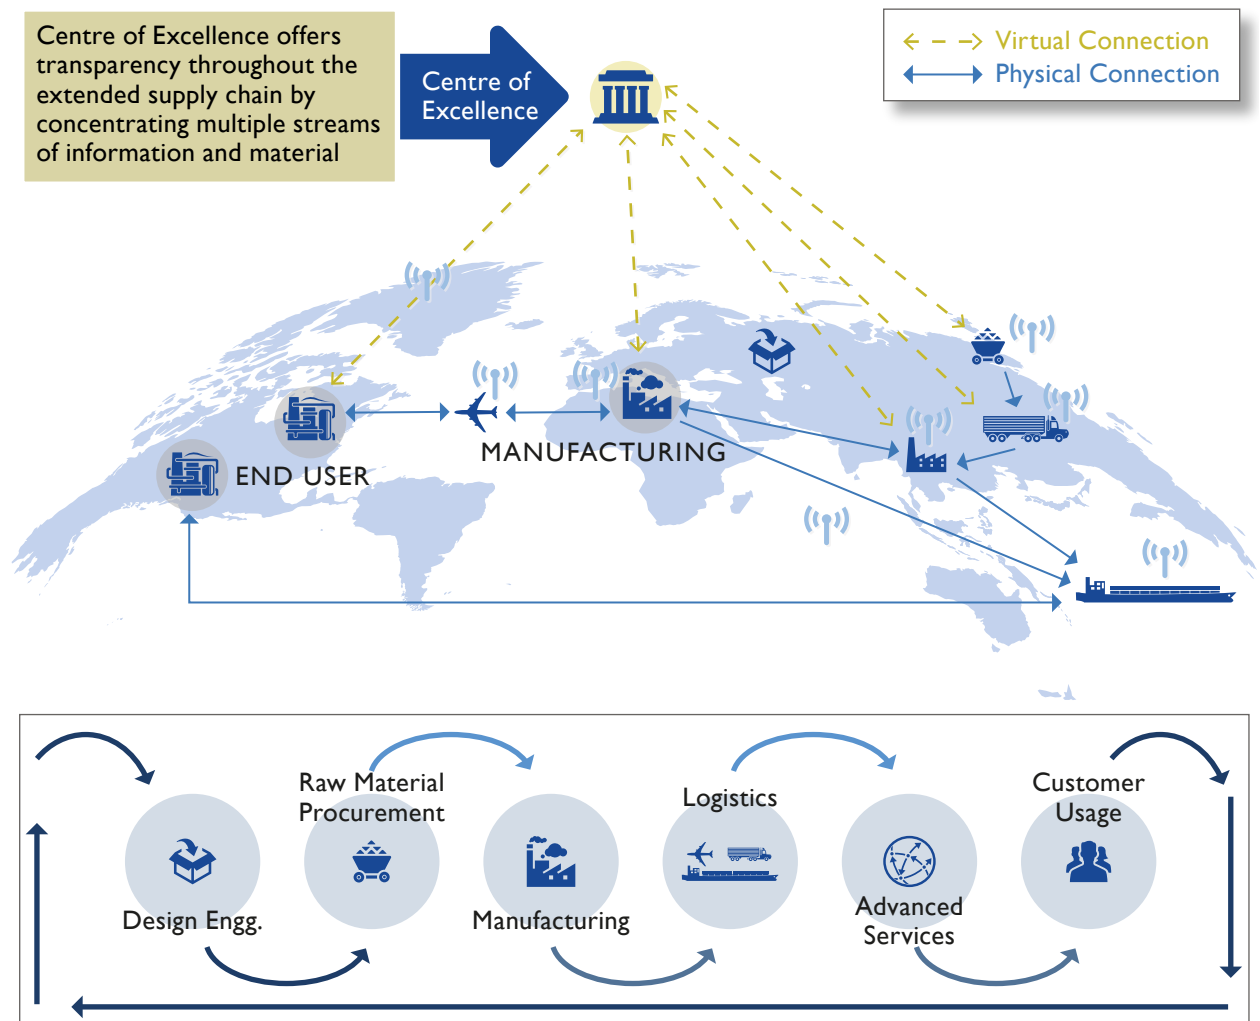 Centre of Excellence offers
transparency throughout the
extended supply chain by
concentrating multiple streams
of information and material
Centre of
Excellence
Virtual Connection
Physical Connection
MANUFACTURING
END USER
Raw Material
Procurement
Logistics
Customer
Usage
Design Engg.
Manufacturing
Advanced
Services